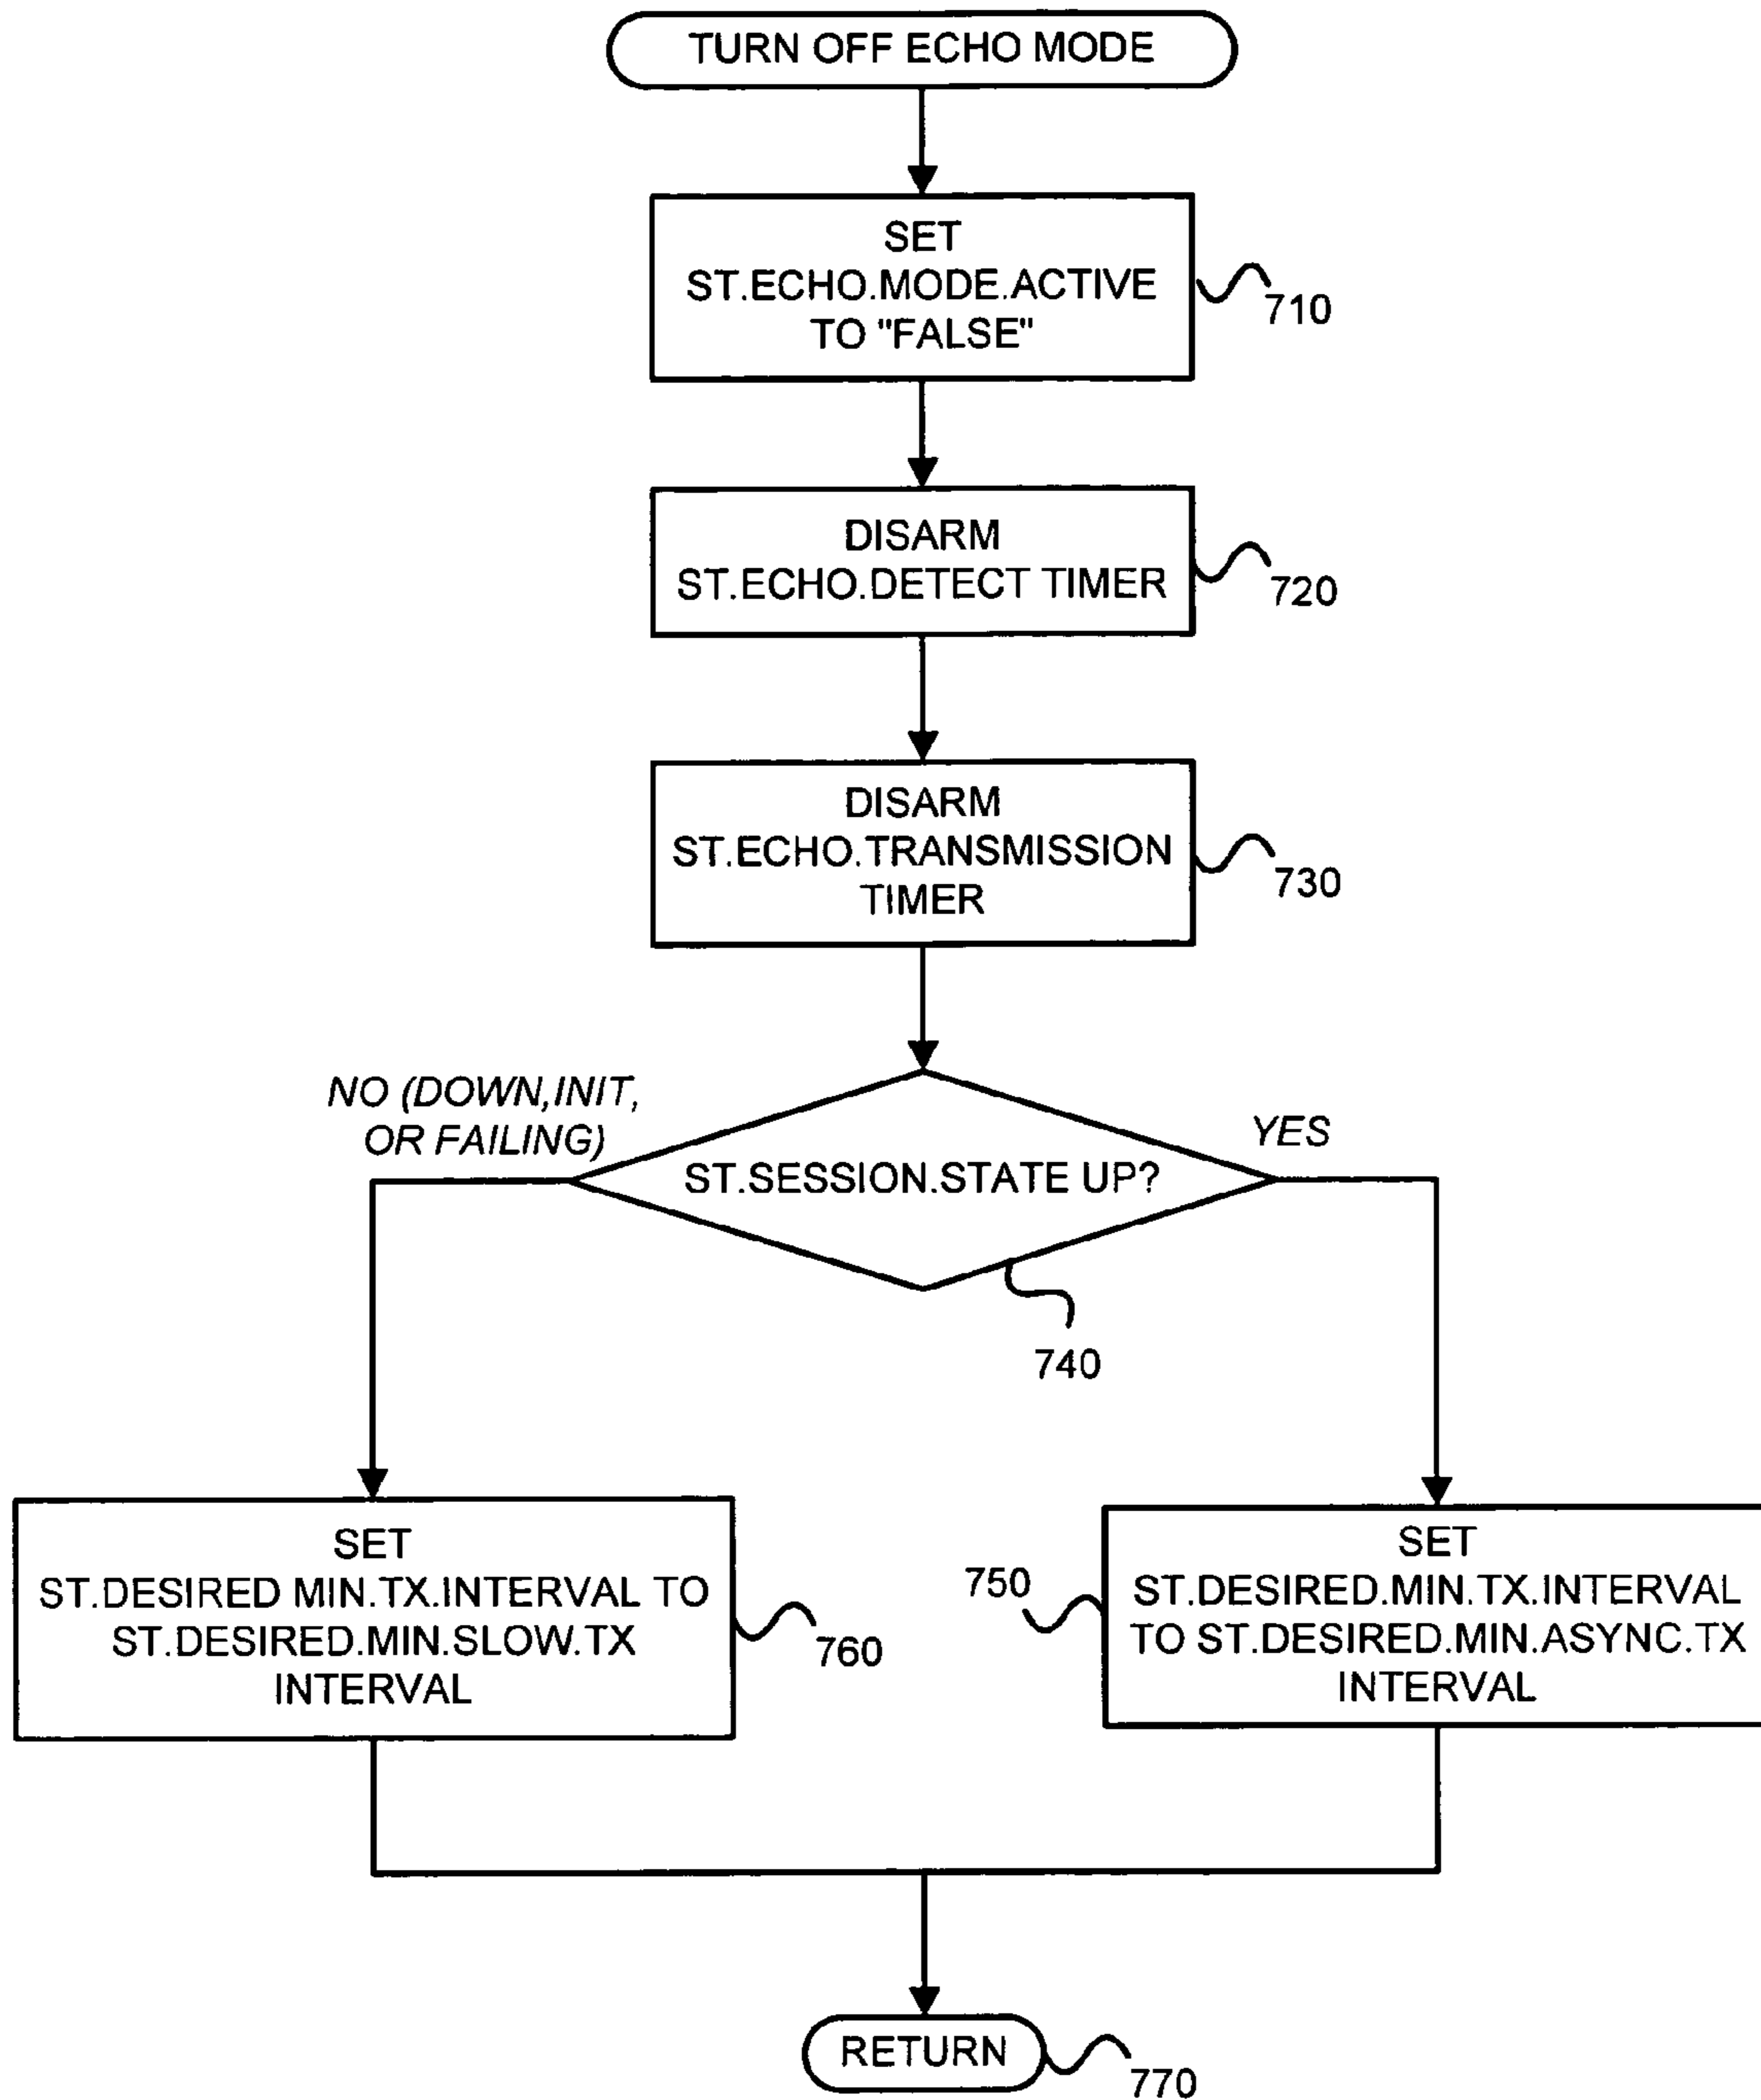 TURN OFF ECHO MODE
SET
ST.ECHO.MODE.ACTIVE
TO "FALSE"
710
DISARM
ST.ECHO.DETECT TIMER
720
DISARM
ST.ECHO.TRANSMISSION
TIMER
730
NO (DOWN,INIT,
OR FAILING)
YES
ST.SESSION.STATE UP?
740
SET
ST.DESIRED MIN.TX.INTERVAL TO
ST.DESIRED.MIN.SLOW.TX
INTERVAL
760
750
SET
ST.DESIRED.MIN.TX.INTERVAL
TO ST.DESIRED.MIN.ASYNC.TX
INTERVAL
RETURN
770